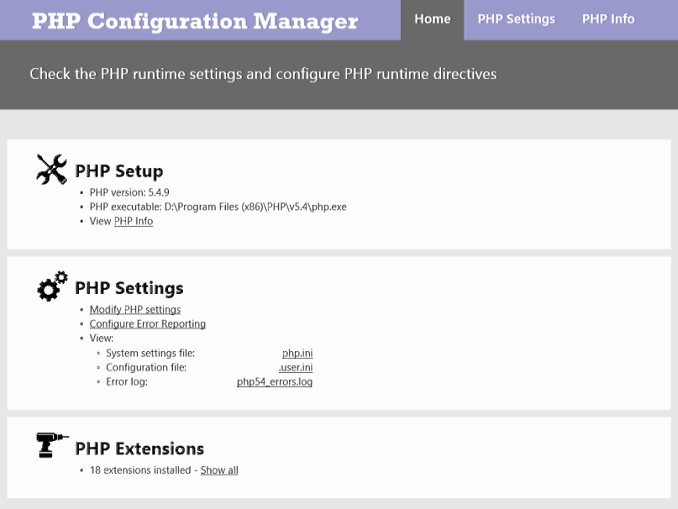 PHP Configuration Manager
Home
PHP Settings
PHP Info
Check the PHP runtime settings and configure PHP runtime directives
PHP Setup
• PHP version: 5.4.9
• PHP executable: D:\Program Files (x86)\PHP\v5.4\php.exe
• View PHP Info
PHP Settings
• Modify PHP settings
• Configure Error Reporting
• View:
◦ System settings file: php.ini
◦ Configuration file: .user.ini
◦ Error log: php54_errors.log
PHP Extensions
• 18 extensions installed - Show all